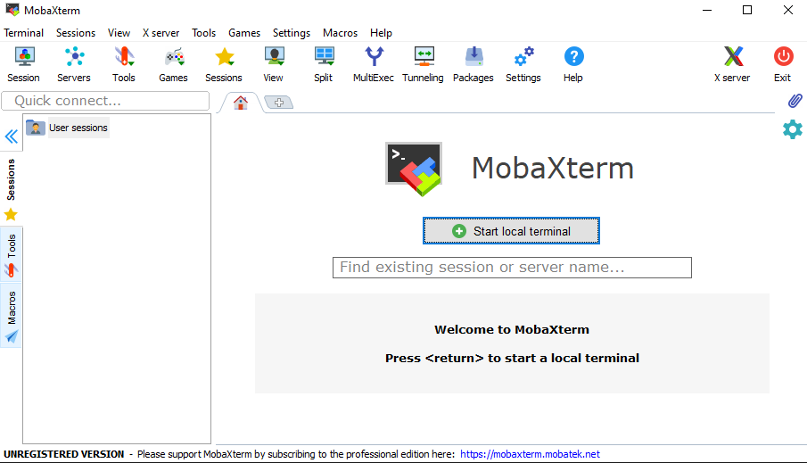 MobaXterm
Terminal Sessions View X server Tools Games Settings Macros Help
Session Servers Tools Games Sessions View Split MultiExec Tunneling Packages Settings Help X server Exit
Quick connect...
User sessions
Sessions
Tools
Macros
>_
MobaXterm
Start local terminal
Find existing session or server name...
Welcome to MobaXterm
Press <return> to start a local terminal
UNREGISTERED VERSION - Please support MobaXterm by subscribing to the professional edition here: https://mobaxterm.mobatek.net